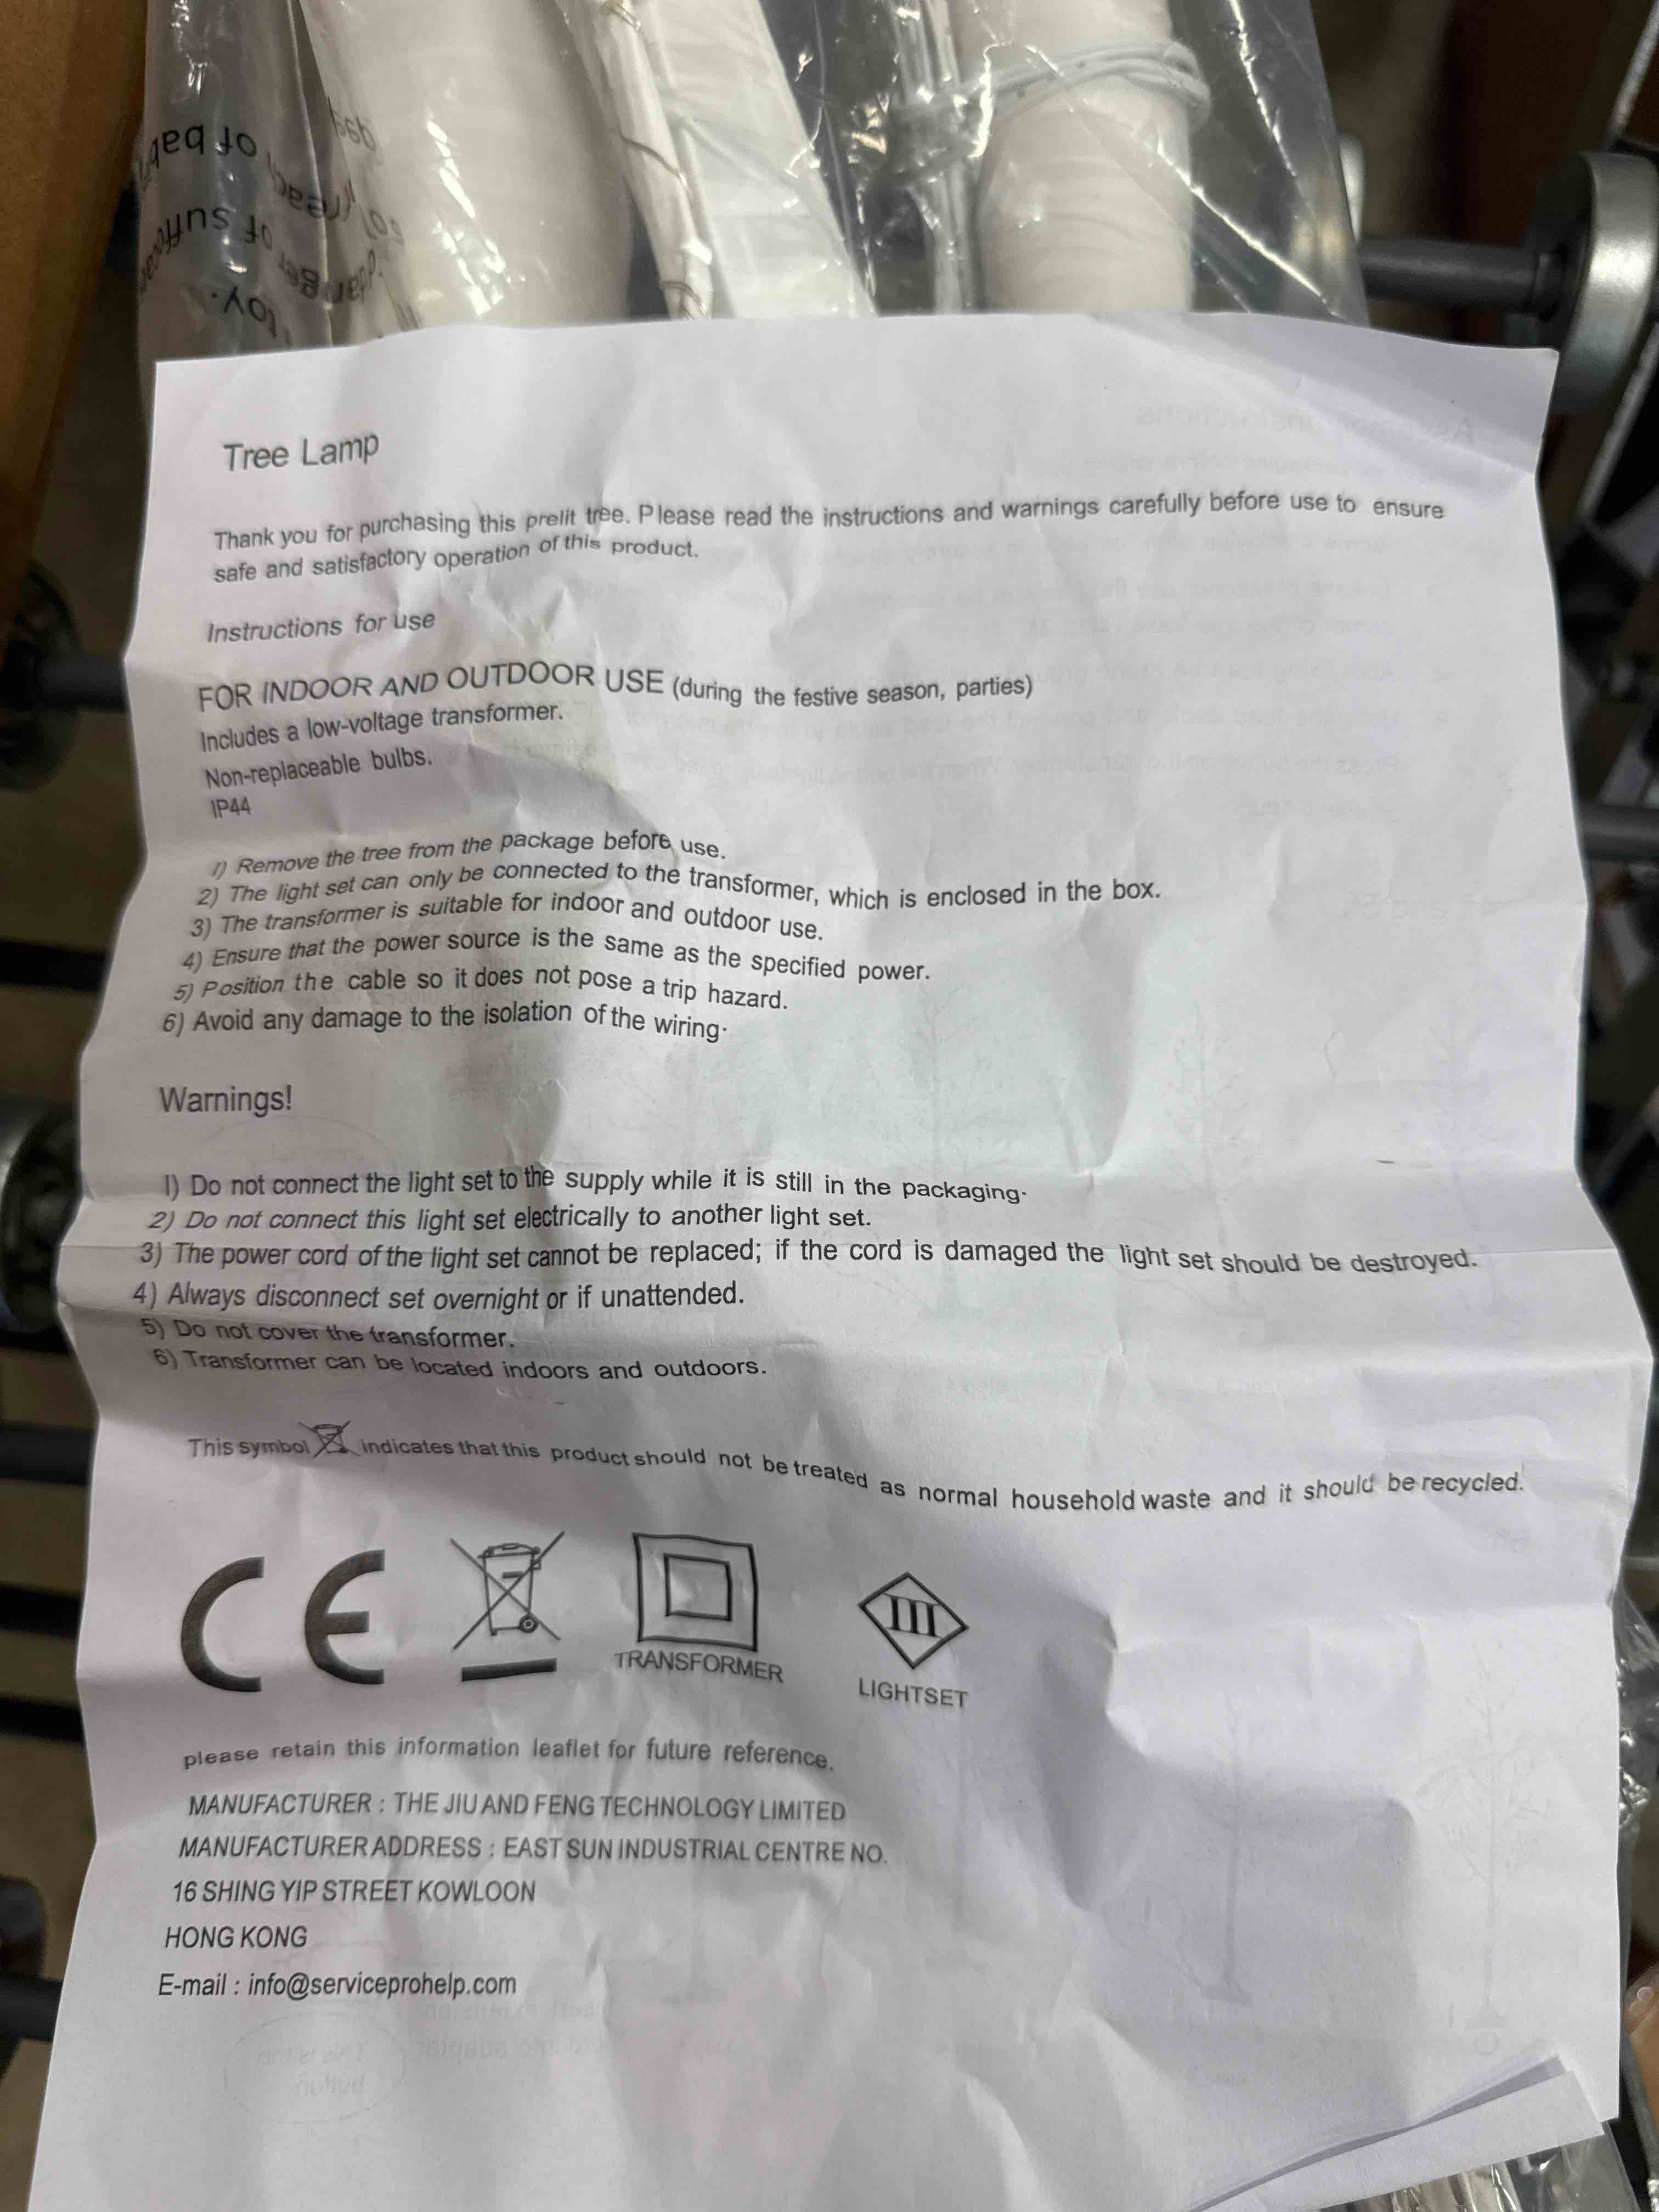 Tree Lamp
Thank you for purchasing this prelit tree. Please read the instructions and warnings carefully before use to ensure
safe and satisfactory operation of this product.
Instructions for use
FOR INDOOR AND OUTDOOR USE (during the festive season, parties)
Includes a low-voltage transformer.
Non-replaceable bulbs.
IP44
1) Remove the tree from the package before use.
2) The light set can only be connected to the transformer, which is enclosed in the box.
3) The transformer is suitable for indoor and outdoor use.
4) Ensure that the power source is the same as the specified power.
5) Position the cable so it does not pose a trip hazard.
6) Avoid any damage to the isolation of the wiring.
Warnings!
1) Do not connect the light set to the supply while it is still in the packaging.
2) Do not connect this light set electrically to another light set.
3) The power cord of the light set cannot be replaced; if the cord is damaged the light set should be destroyed.
4) Always disconnect set overnight or if unattended.
5) Do not cover the transformer.
6) Transformer can be located indoors and outdoors.
This symbol indicates that this product should not be treated as normal household waste and it should be recycled.
CE
III
TRANSFORMER
LIGHTSET
please retain this information leaflet for future reference.
MANUFACTURER : THE JIU AND FENG TECHNOLOGY LIMITED
MANUFACTURER ADDRESS : EAST SUN INDUSTRIAL CENTRE NO.
16 SHING YIP STREET KOWLOON
HONG KONG
E-mail : info@serviceprohelp.com